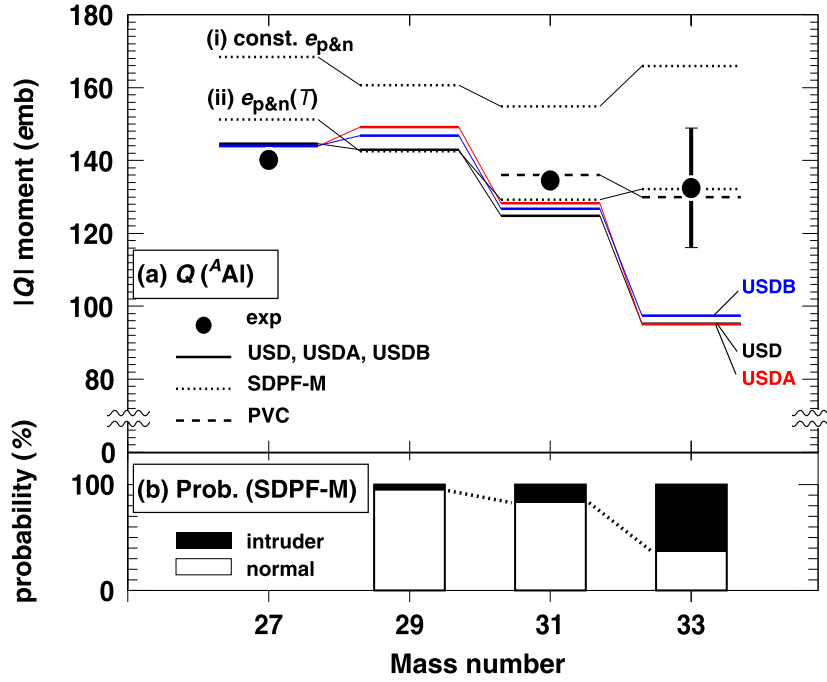 180
160
140
120
100
80
0
|Q| moment (emb)
(i) const. ep&n
(ii) ep&n(T)
(a) Q (AAl)
exp
USD, USDA, USDB
SDPF-M
PVC
USDB
USD
USDA
probability (%)
100
0
(b) Prob. (SDPF-M)
intruder
normal
27 29 31 33
Mass number